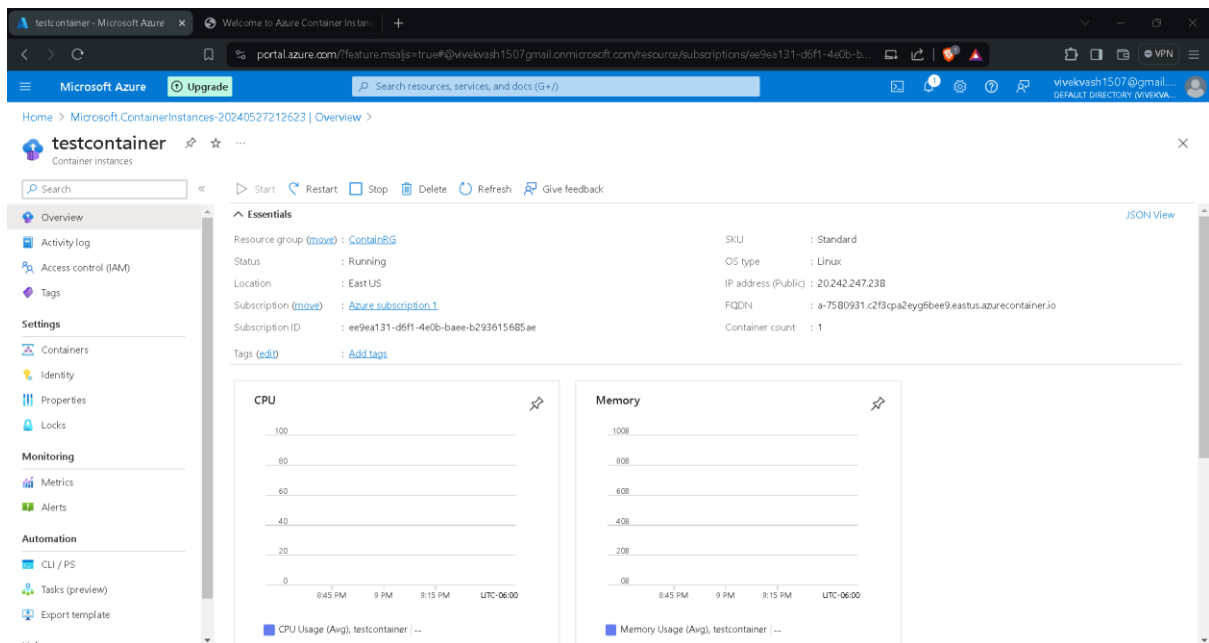 testcontainer - Microsoft Azure
Welcome to Azure Container Instan
portal.azure.com/?feature.msaljs=true#@vivekvash1507gmail.onmicrosoft.com/resource/subscriptions/ee9ea131-d6f1-4e0b-b...
VPN
Microsoft Azure
Upgrade
Search resources, services, and docs (G+/)
1
vivekvash1507@gmail....
DEFAULT DIRECTORY (VIVEKVA...
Home > Microsoft.ContainerInstances-20240527212623 | Overview >
testcontainer
...
Container instances
Search
«
Start
Restart
Stop
Delete
Refresh
Give feedback
Overview
Activity log
Access control (IAM)
Tags
Settings
Containers
Identity
Properties
Locks
Monitoring
Metrics
Alerts
Automation
CLI / PS
Tasks (preview)
Export template
Essentials
JSON View
Resource group (move) : ContainRG
Status : Running
Location : East US
Subscription (move) : Azure subscription 1
Subscription ID : ee9ea131-d6f1-4e0b-baee-b293615685ae
Tags (edit) : Add tags
SKU : Standard
OS type : Linux
IP address (Public) : 20.242.247.238
FQDN : a-7580931.c2f3cpa2eyg6bee9.eastus.azurecontainer.io
Container count : 1
CPU
100
80
60
40
20
0
8:45 PM 9 PM 9:15 PM UTC-06:00
CPU Usage (Avg), testcontainer | --
Memory
100B
80B
60B
40B
20B
0B
8:45 PM 9 PM 9:15 PM UTC-06:00
Memory Usage (Avg), testcontainer | --